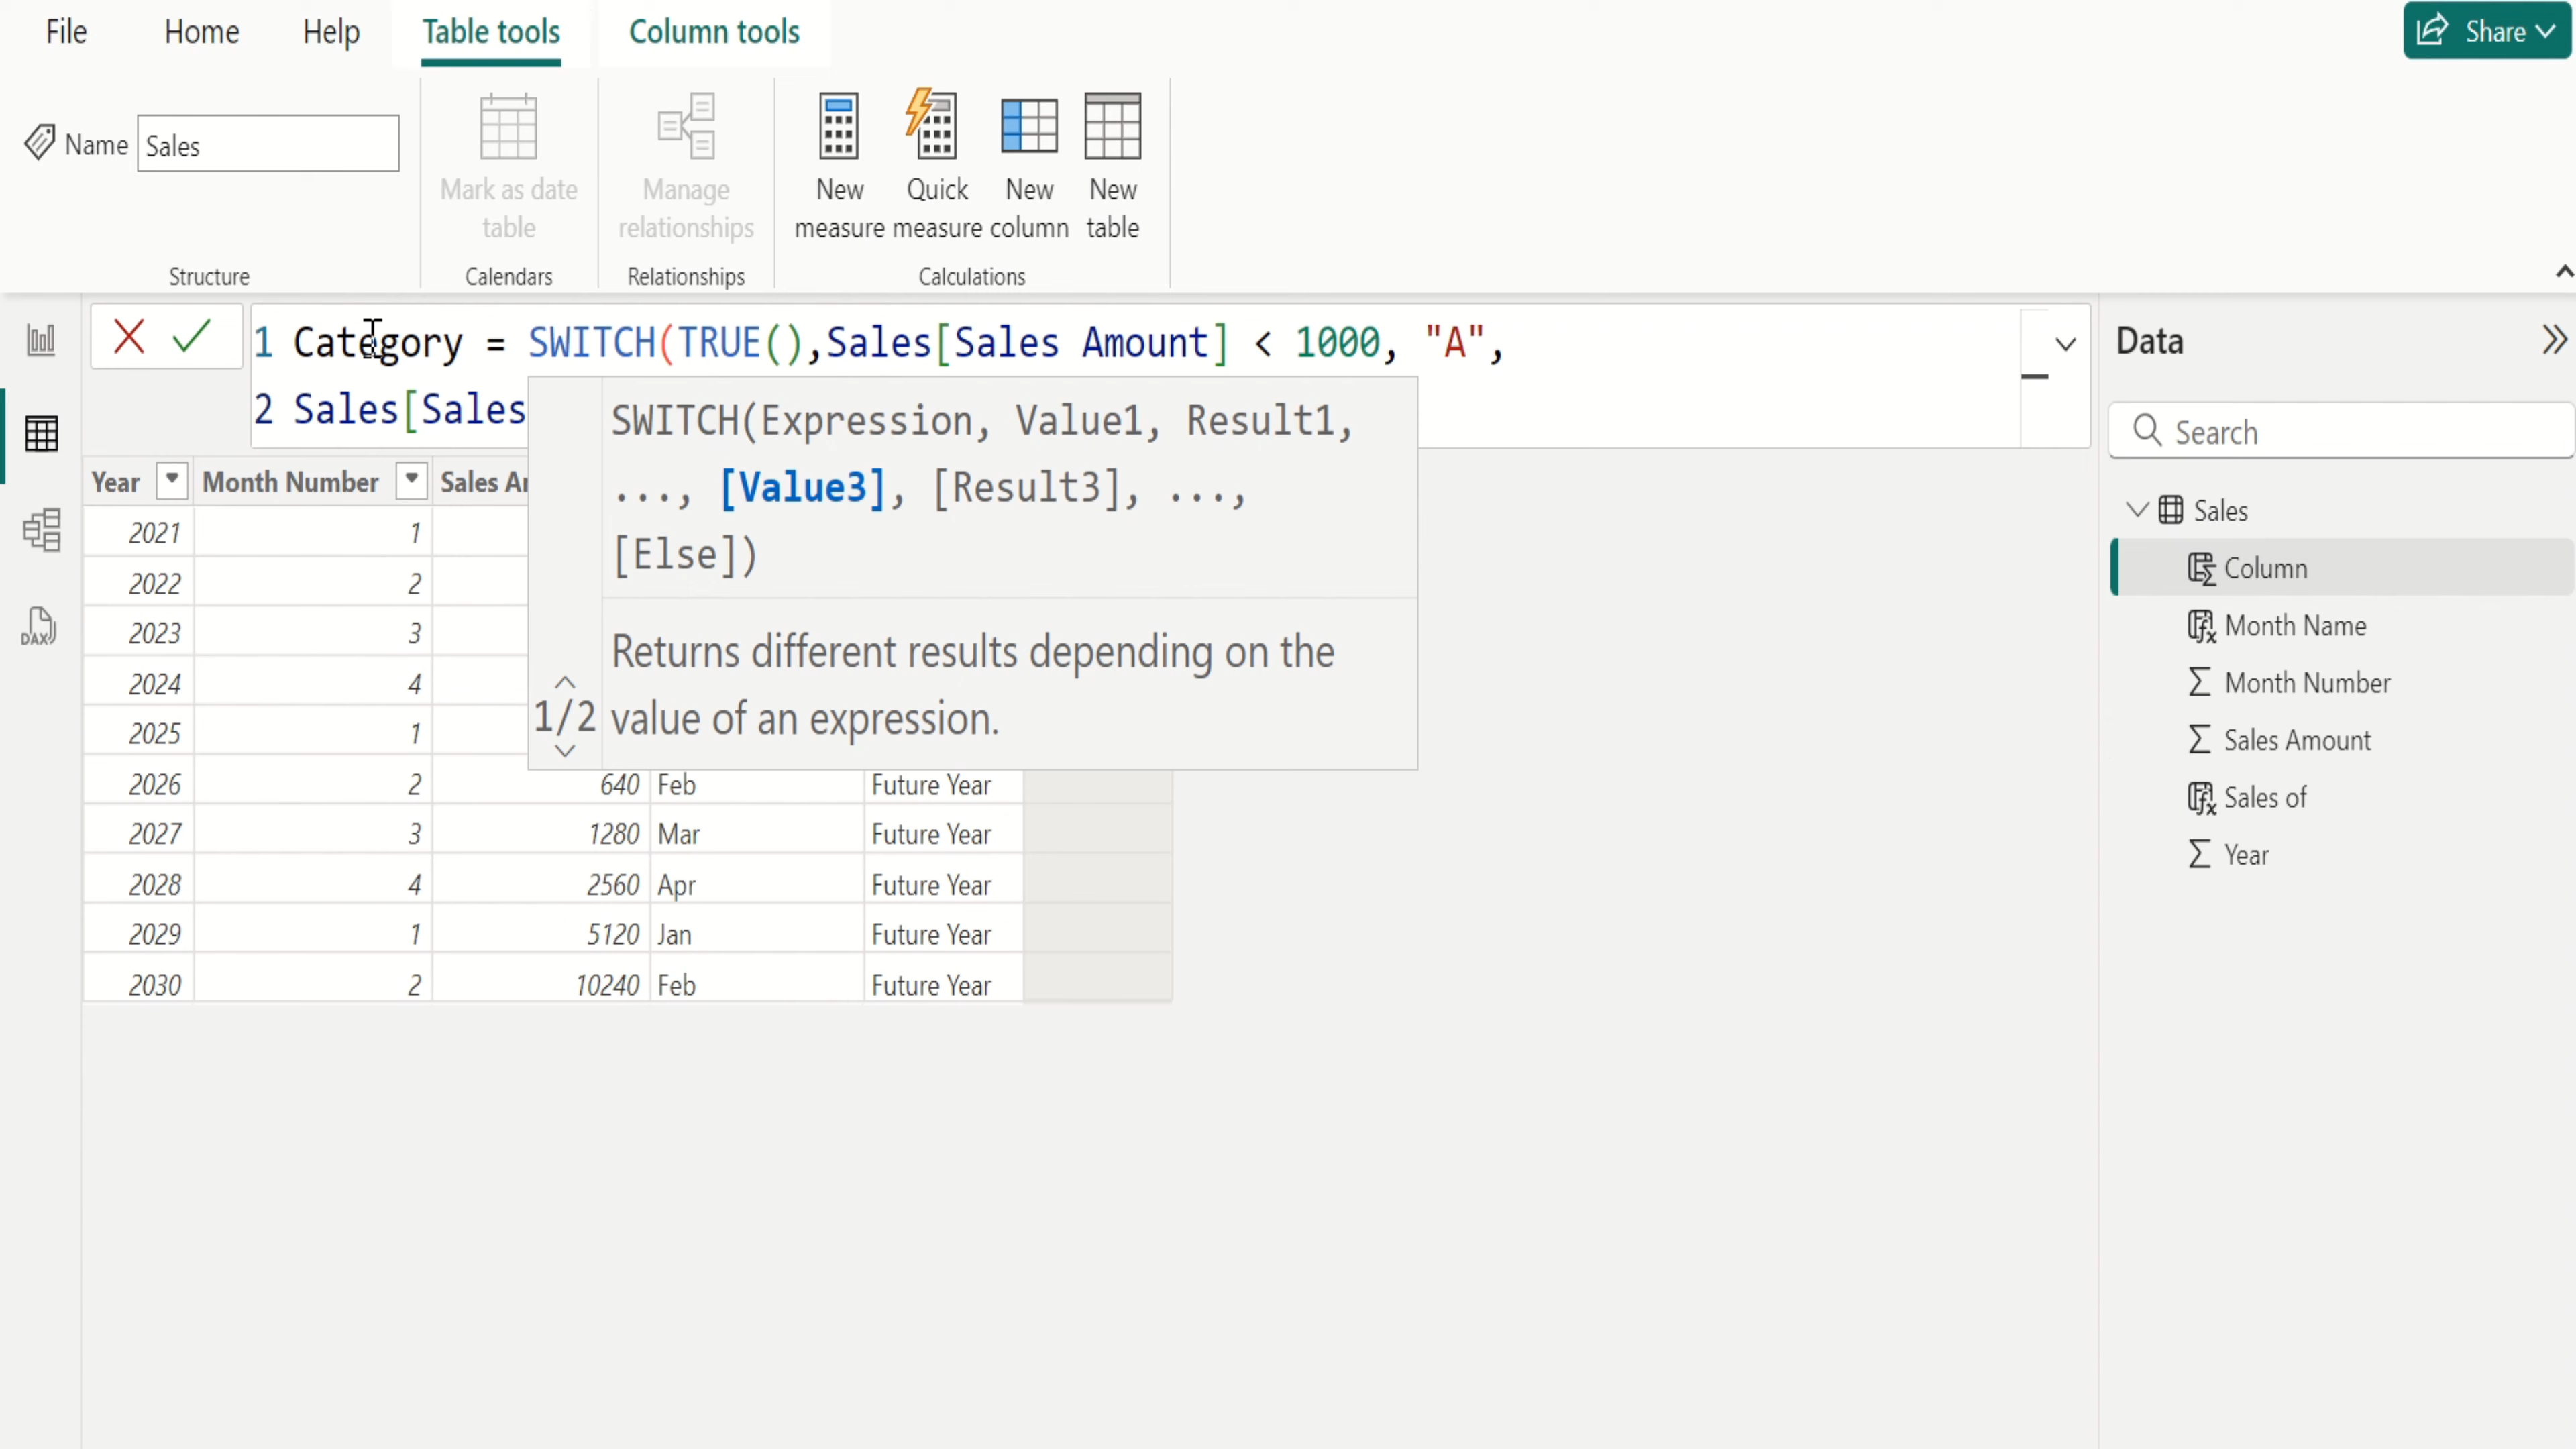 File Home Help Table tools Column tools Share
Name Sales
Mark as date table
Manage relationships
New measure
Quick measure
New column
New table
Structure Calendars Relationships Calculations
1 Category = SWITCH(TRUE(),Sales[Sales Amount] < 1000, "A",
2 Sales[Sales
SWITCH(Expression, Value1, Result1,
..., [Value3], [Result3], ...,
[Else])
1/2
Returns different results depending on the
value of an expression.
Year Month Number Sales
2021 1
2022 2
2023 3
2024 4
2025 1
2026 2 640 Feb Future Year
2027 3 1280 Mar Future Year
2028 4 2560 Apr Future Year
2029 1 5120 Jan Future Year
2030 2 10240 Feb Future Year
DAX
Data
Search
Sales
Column
Month Name
Month Number
Sales Amount
Sales of
Year